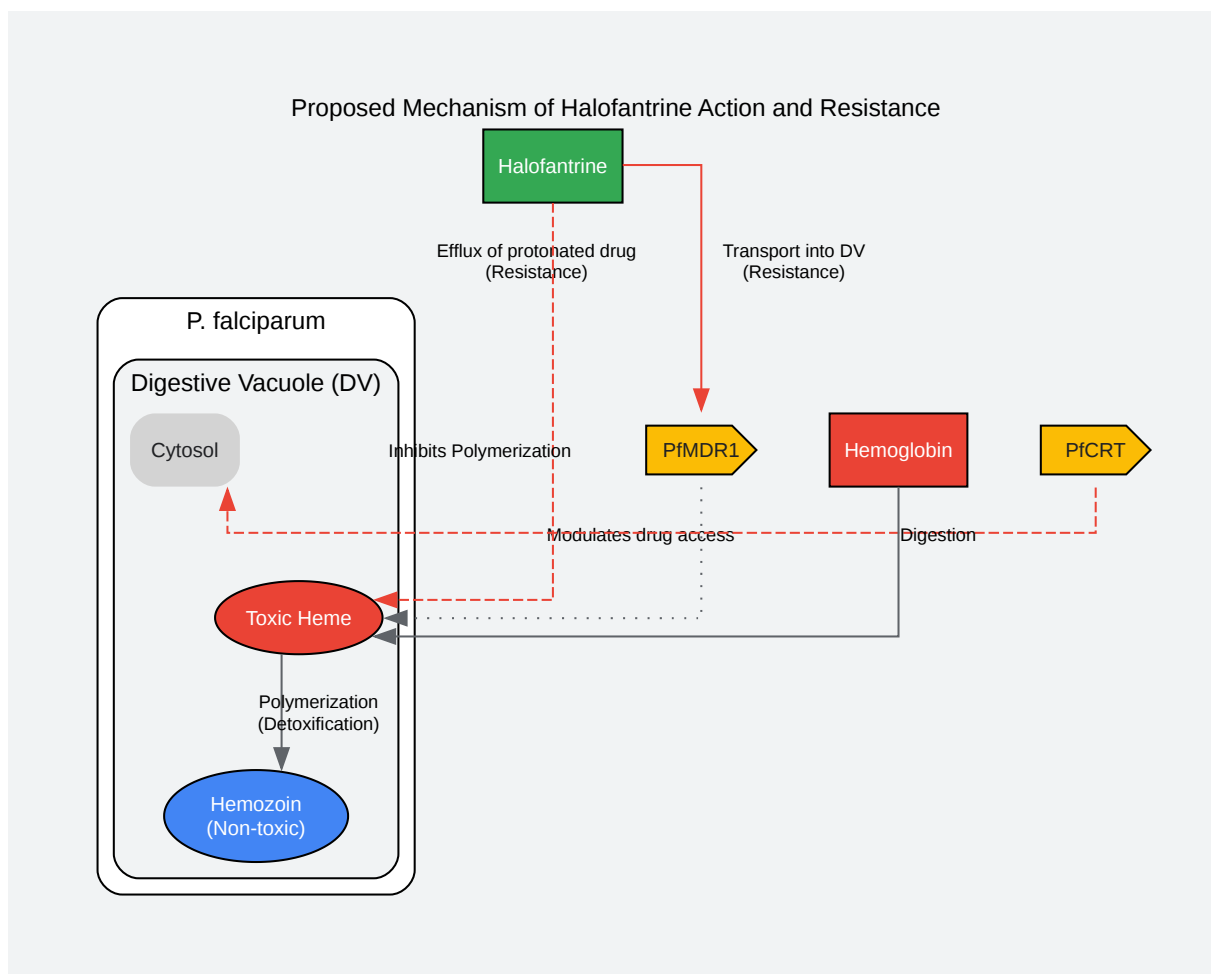 Proposed Mechanism of Halofantrine Action and Resistance
Halofantrine
Efflux of protonated drug
(Resistance)
Transport into DV
(Resistance)
P. falciparum
Digestive Vacuole (DV)
Cytosol
Inhibits Polymerization
PfMDR1
Hemoglobin
PfCRT
Modulates drug access
Digestion
Toxic Heme
Polymerization
(Detoxification)
Hemozoin
(Non-toxic)